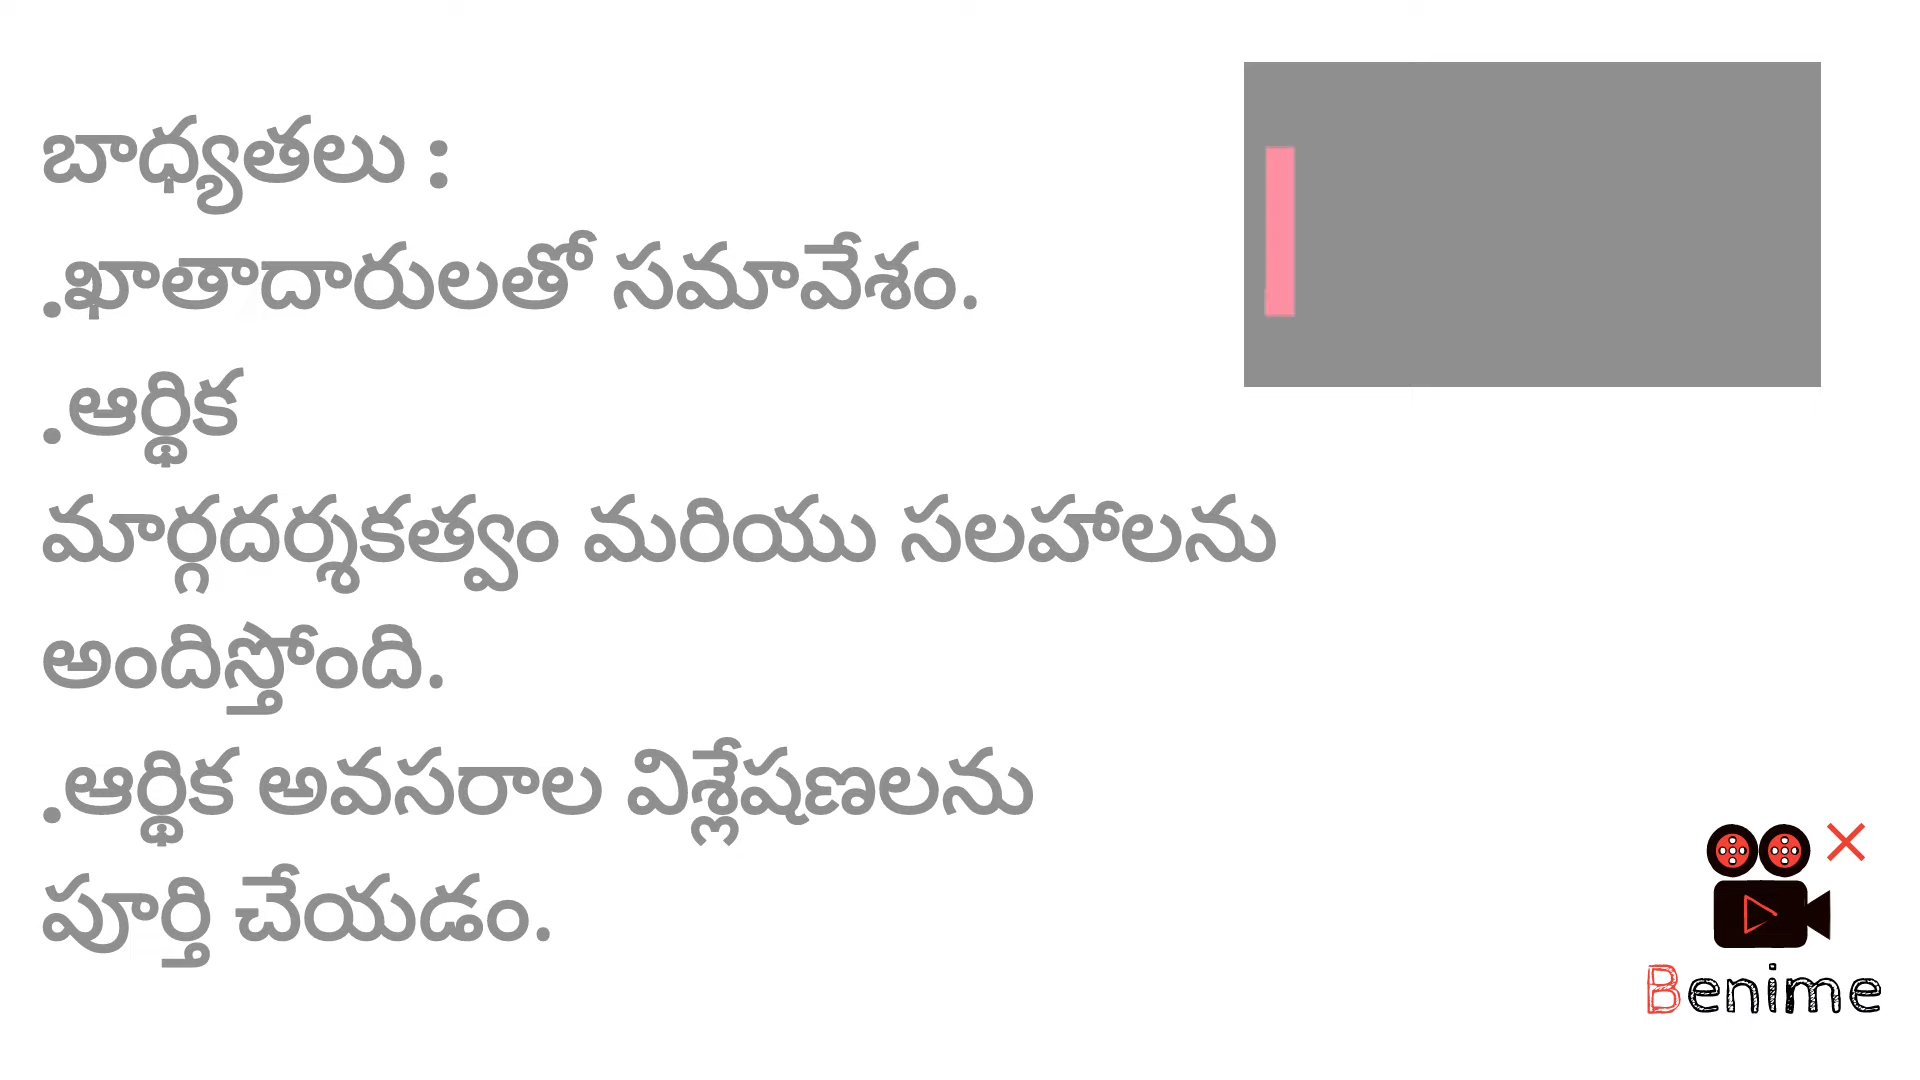 బాధ్యతలు :
.ఖాతాదారులతో సమావేశం.
.ఆర్థిక
మార్గదర్శకత్వం మరియు సలహాలను
అందిస్తోంది.
.ఆర్థిక అవసరాల విశ్లేషణలను
పూర్తి చేయడం.
Benime